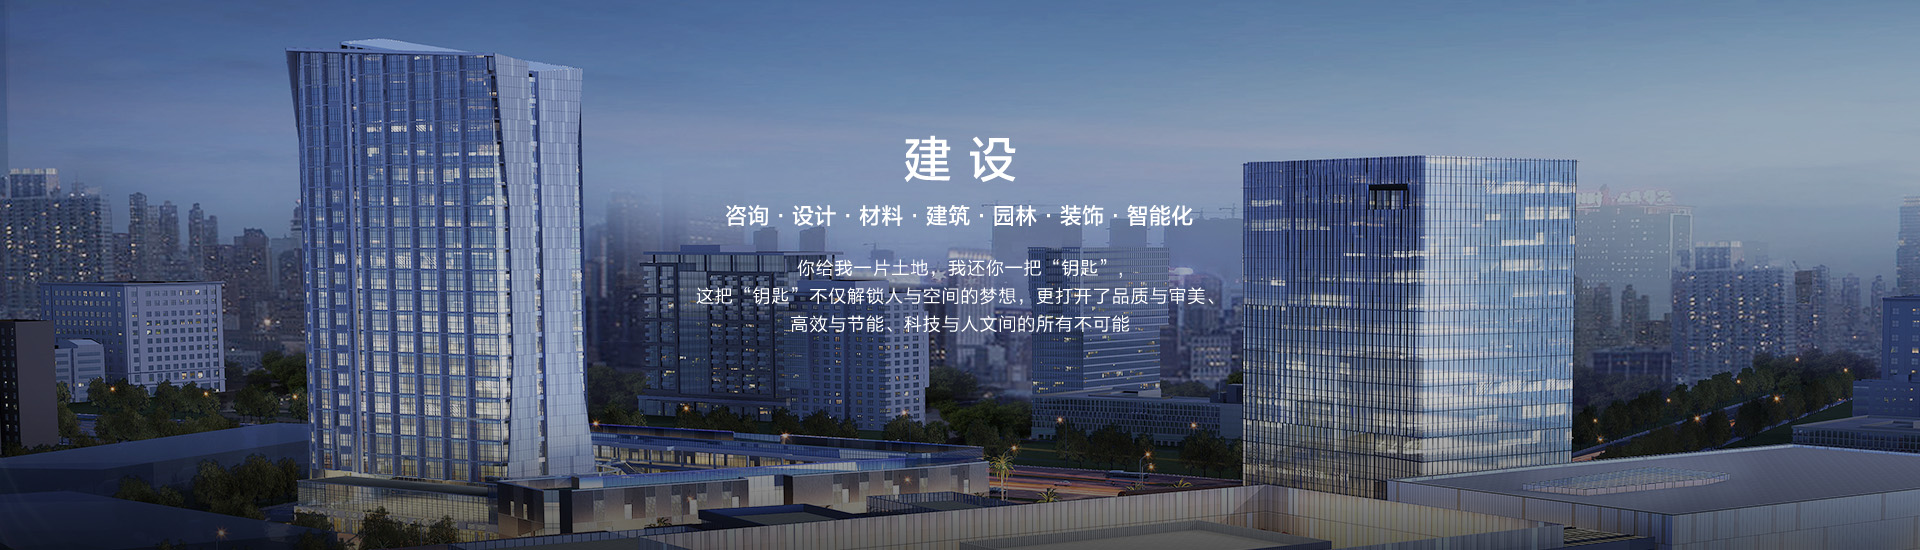 建设
咨询·设计·材料·建筑·园林·装饰·智能化
你给我一片土地，我还你一把“钥匙”，
这把“钥匙”不仅解锁人与空间的梦想，更打开了品质与审美、
高效与节能、科技与人文间的所有不可能